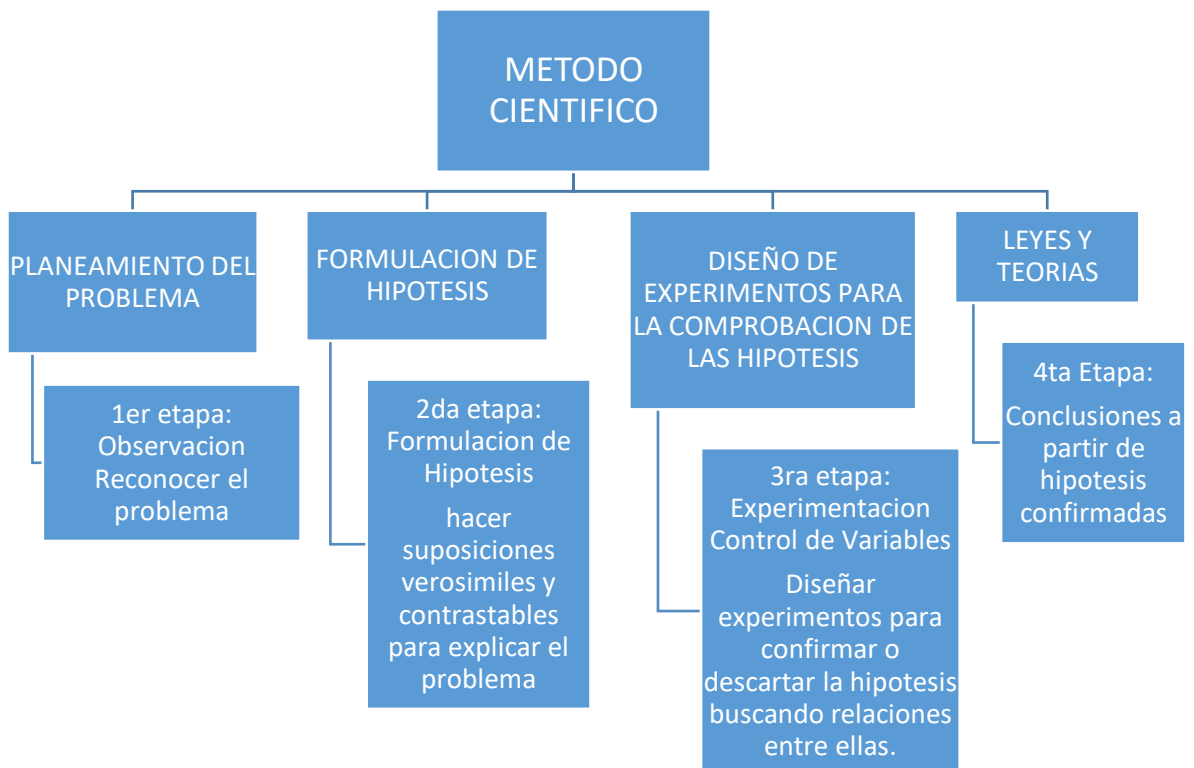 METODO
CIENTIFICO
PLANEAMIENTO DEL
PROBLEMA
1er etapa:
Observacion
Reconocer el
problema
FORMULACION DE
HIPOTESIS
2da etapa:
Formulacion de
Hipotesis
hacer
suposiciones
verosimiles y
contrastables
para explicar el
problema
DISEÑO DE
EXPERIMENTOS PARA
LA COMPROBACION DE
LAS HIPOTESIS
3ra etapa:
Experimentacion
Control de Variables
Diseñar
experimentos para
confirmar o
descartar la hipotesis
buscando relaciones
entre ellas.
LEYES Y
TEORIAS
4ta Etapa:
Conclusiones a
partir de
hipotesis
confirmadas